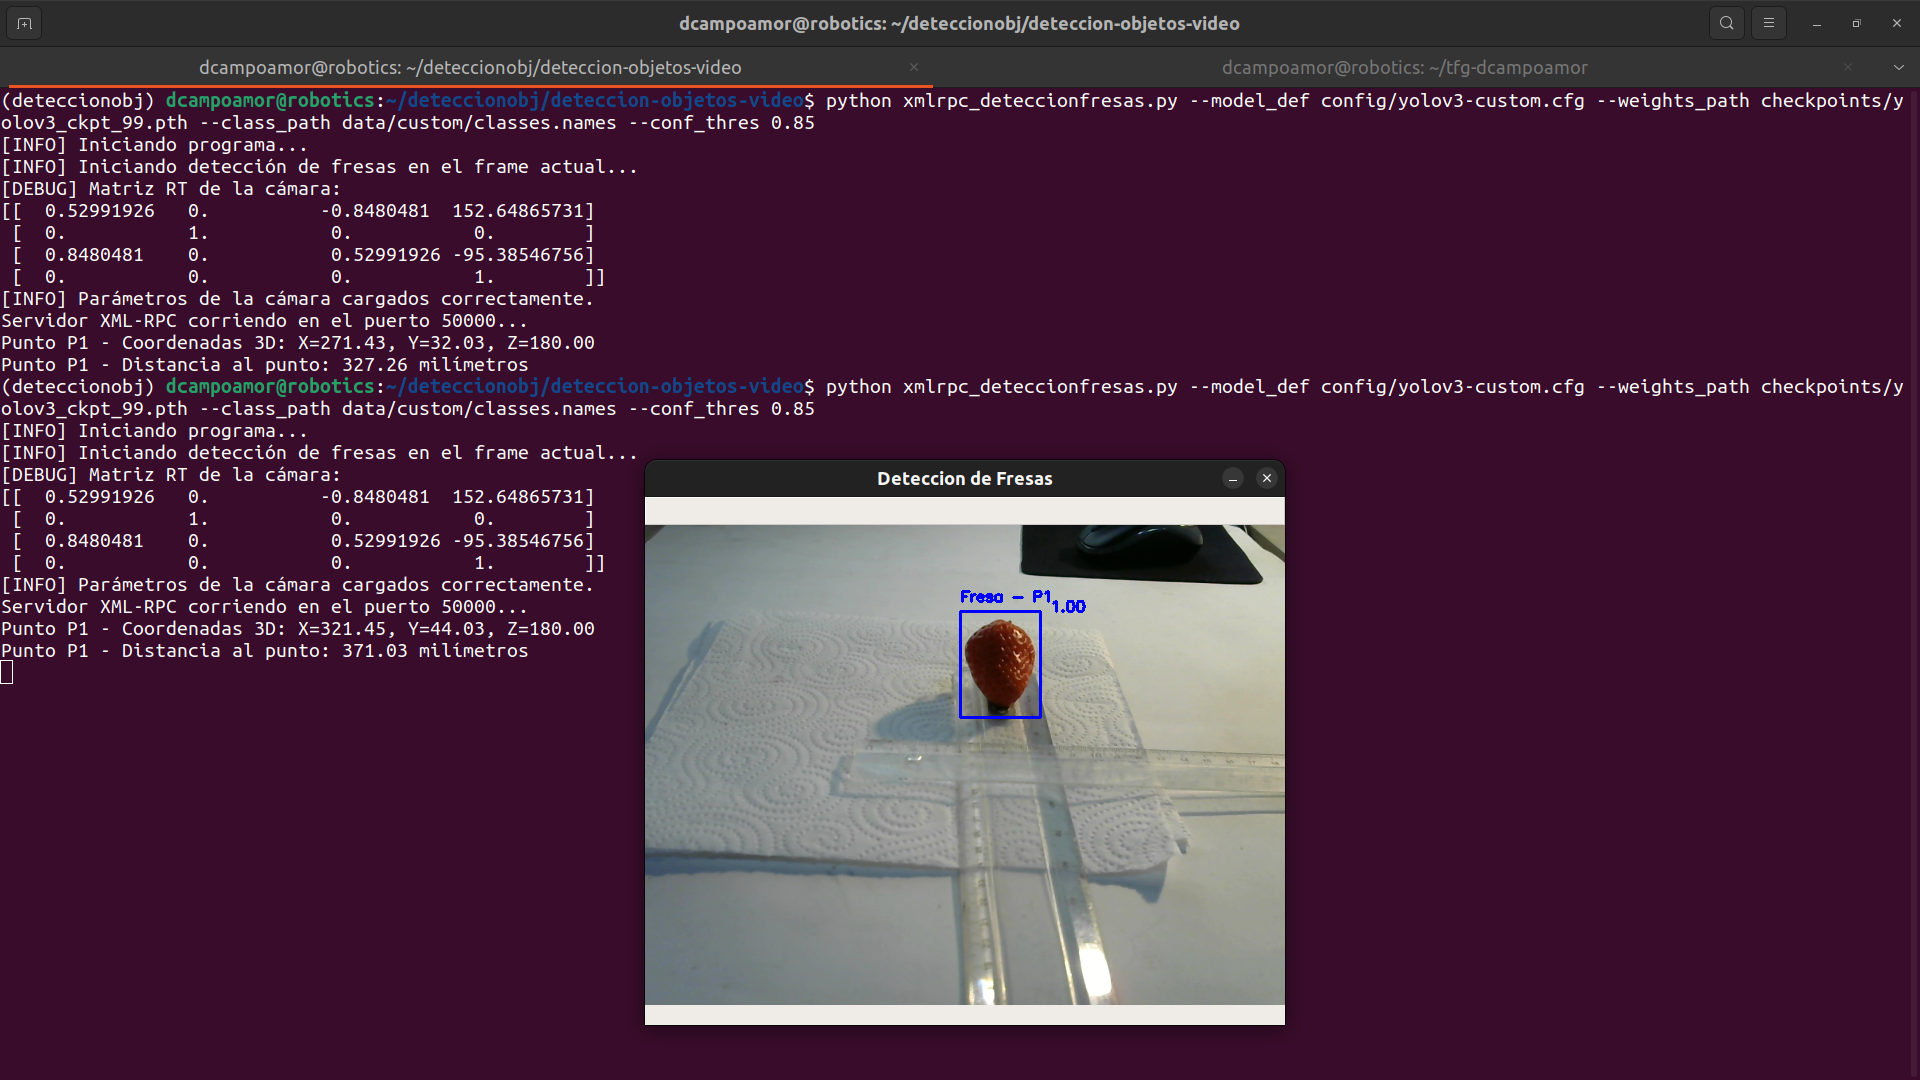 dcampoamor@robotics: ~/deteccionobj/deteccion-objetos-video
dcampoamor@robotics: ~/deteccionobj/deteccion-objetos-video
dcampoamor@robotics: ~/tfg-dcampoamor
(deteccionobj) dcampoamor@robotics:~/deteccionobj/deteccion-objetos-video$ python xmlrpc_deteccionfresas.py --model_def config/yolov3-custom.cfg --weights_path checkpoints/y
olov3_ckpt_99.pth --class_path data/custom/classes.names --conf_thres 0.85
[INFO] Iniciando programa...
[INFO] Iniciando detección de fresas en el frame actual...
[DEBUG] Matriz RT de la cámara:
[[ 0.52991926 0. -0.8480481 152.64865731]
[ 0. 1. 0. 0. ]
[ 0.8480481 0. 0.52991926 -95.38546756]
[ 0. 0. 0. 1. ]]
[INFO] Parámetros de la cámara cargados correctamente.
Servidor XML-RPC corriendo en el puerto 50000...
Punto P1 - Coordenadas 3D: X=271.43, Y=32.03, Z=180.00
Punto P1 - Distancia al punto: 327.26 milímetros
(deteccionobj) dcampoamor@robotics:~/deteccionobj/deteccion-objetos-video$ python xmlrpc_deteccionfresas.py --model_def config/yolov3-custom.cfg --weights_path checkpoints/y
olov3_ckpt_99.pth --class_path data/custom/classes.names --conf_thres 0.85
[INFO] Iniciando programa...
[INFO] Iniciando detección de fresas en el frame actual...
[DEBUG] Matriz RT de la cámara:
[[ 0.52991926 0. -0.8480481 152.64865731]
[ 0. 1. 0. 0. ]
[ 0.8480481 0. 0.52991926 -95.38546756]
[ 0. 0. 0. 1. ]]
[INFO] Parámetros de la cámara cargados correctamente.
Servidor XML-RPC corriendo en el puerto 50000...
Punto P1 - Coordenadas 3D: X=321.45, Y=44.03, Z=180.00
Punto P1 - Distancia al punto: 371.03 milímetros
Deteccion de Fresas
Fresa - P1
1.00